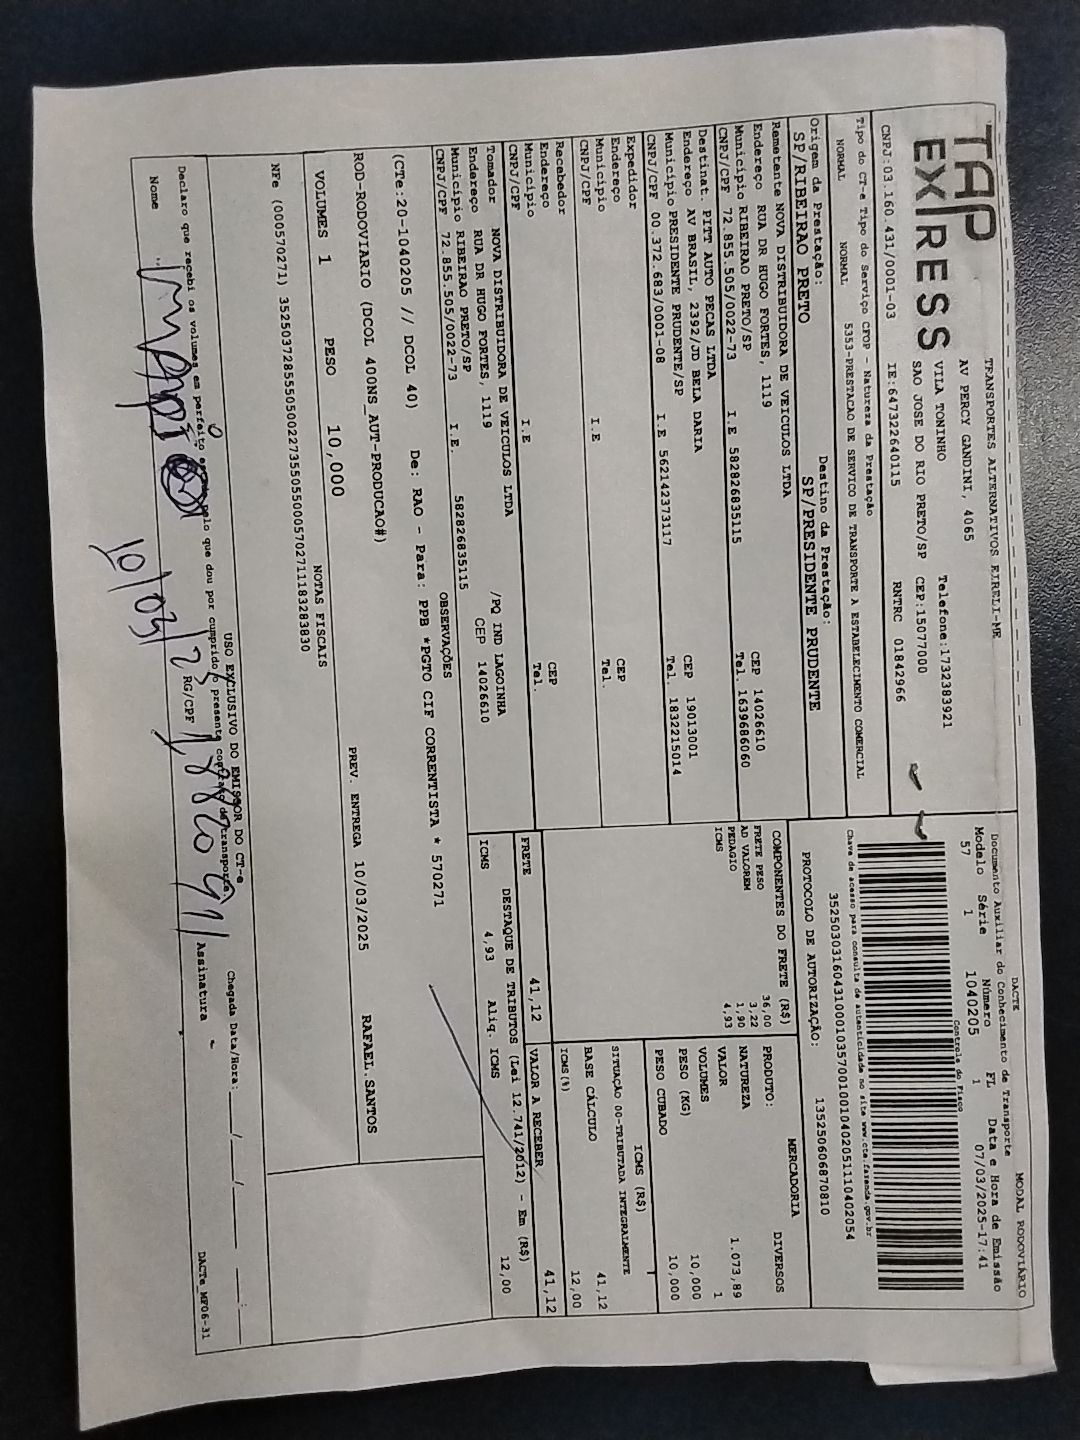 TAP
EX/RESS
TRANSPORTES ALTERNATIVOS EIRELI-ME
AV PERCY GANDINI, 4065
VILA TONINHO Telefone:1732383921
SAO JOSE DO RIO PRETO/SP CEP:15077000
CNPJ:03.160.431/0001-03 IE:647322640115 RNTRC 01842966
DACTE MODAL RODOVIÁRIO
Documento Auxiliar do Conhecimento de Transporte
Modelo Série Número FL Data e Hora de Emissão
57 1 1040205 1 07/03/2025-17:41
Controle do Fisco
Chave de acesso para consulta de autenticidade no site www.cte.fazenda.gov.br
Tipo do CT-e Tipo do Serviço CFOP - Natureza da Prestação
NORMAL NORMAL 5353-PRESTACAO DE SERVICO DE TRANSPORTE A ESTABELECIMENTO COMERCIAL
PROTOCOLO DE AUTORIZAÇÃO: 135250606870810
Origem da Prestação: Destino da Prestação:
SP/RIBEIRAO PRETO SP/PRESIDENTE PRUDENTE
Remetente NOVA DISTRIBUIDORA DE VEICULOS LTDA
Endereço RUA DR HUGO FORTES, 1119 CEP 14026610
Município RIBEIRAO PRETO/SP Tel. 1639686060
CNPJ/CPF 72.855.505/0022-73 I.E 582826835115
Destinat. PITT AUTO PECAS LTDA
Endereço AV BRASIL, 2392/JD BELA DARIA CEP 19013001
Município PRESIDENTE PRUDENTE/SP Tel. 1832215014
CNPJ/CPF 00.372.683/0001-08 I.E 562142373117
Expedidor
Endereço CEP
Município Tel.
CNPJ/CPF I.E
Recebedor
Endereço CEP
Município Tel.
CNPJ/CPF I.E
Tomador NOVA DISTRIBUIDORA DE VEICULOS LTDA
Endereço RUA DR HUGO FORTES, 1119 /PQ IND LAGOINHA
Município RIBEIRAO PRETO/SP CEP 14026610
CNPJ/CPF 72.855.505/0022-73 I.E. 582826835115
COMPONENTES DO FRETE (R$)
FRETE PESO 36,00
AD VALOREM 3,22
PEDAGIO 1,90
ICMS 4,93
MERCADORIA
PRODUTO: DIVERSOS
NATUREZA
VALOR 1.073,89
VOLUMES 1
PESO (KG) 10,000
PESO CUBADO 10,000
ICMS (R$)
SITUAÇÃO 00-TRIBUTADA INTEGRALMENTE
BASE CÁLCULO 41,12
ICMS(%) 12,00
FRETE 41,12 VALOR A RECEBER 41,12
DESTAQUE DE TRIBUTOS (Lei 12.741/2012) - Em (R$)
ICMS 4,93 Aliq. ICMS 12,00
OBSERVAÇÕES
(CTe:20-1040205 // DCOL 40) De: RAO - Para: PPB *PGTO CIF CORRENTISTA * 570271
ROD-RODOVIARIO (DCOL 400NS_AUT-PRODUCAO#) PREV. ENTREGA 10/03/2025 RAFAEL.SANTOS
VOLUMES 1 PESO 10,000
NOTAS FISCAIS
NFe (000570271)
USO EXCLUSIVO DO EMISSOR DO CT-e
Declaro que recebi os volumes em perfeito estado pelo que dou por cumprido o presente contrato de transporte.
Chegada Data/Hora: ___/___/_____ ___:___
Nome RG/CPF Assinatura
10/03/25
DACTe_MF06-31